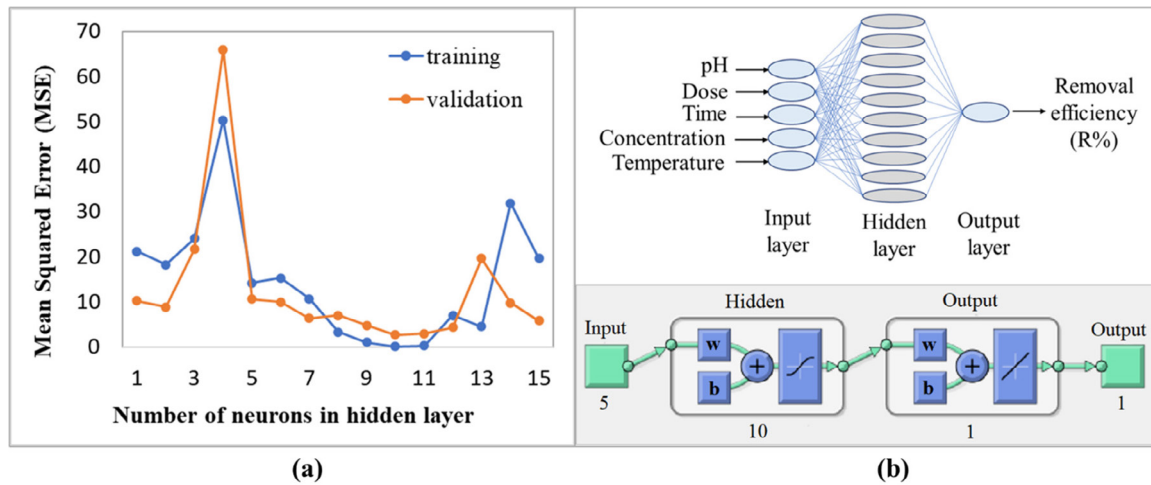 70
60
50
40
30
20
10
0
Mean Squared Error (MSE)
training
validation
1 3 5 7 9 11 13 15
Number of neurons in hidden layer
(a)
pH
Dose
Time
Concentration
Temperature
Removal
efficiency
(R%)
Input
layer
Hidden
layer
Output
layer
Hidden
Output
Input
Output
w
b
+
w
b
+
5
10
1
1
(b)